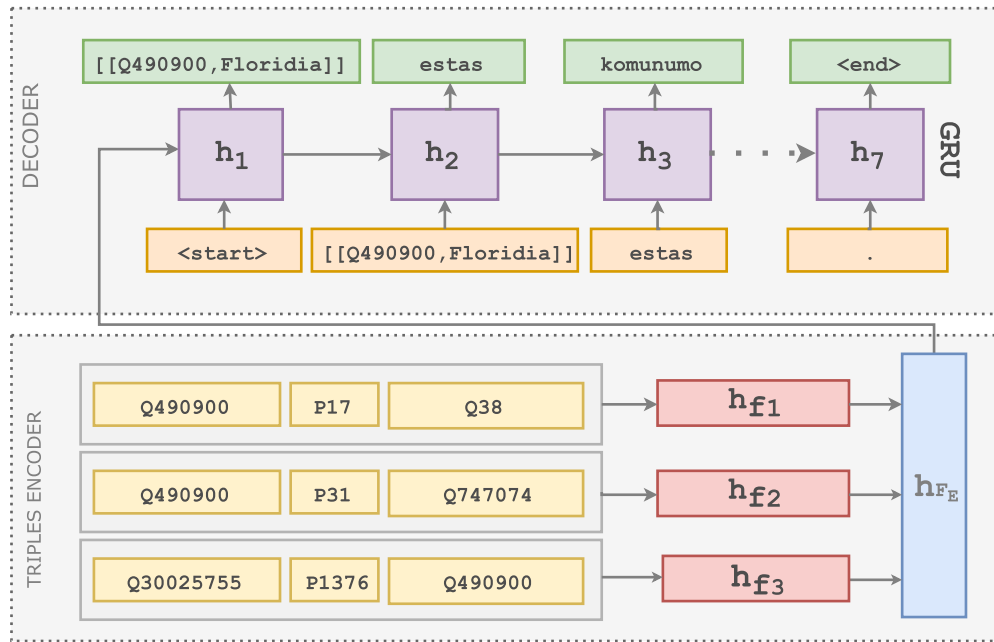 DECODER
[[Q490900,Floridia]] estas komunumo <end>
h1 h2 h3 h7 GRU
<start> [[Q490900,Floridia]] estas .
TRIPLES ENCODER
Q490900 P17 Q38 hf1
Q490900 P31 Q747074 hf2
hFE
Q30025755 P1376 Q490900 hf3